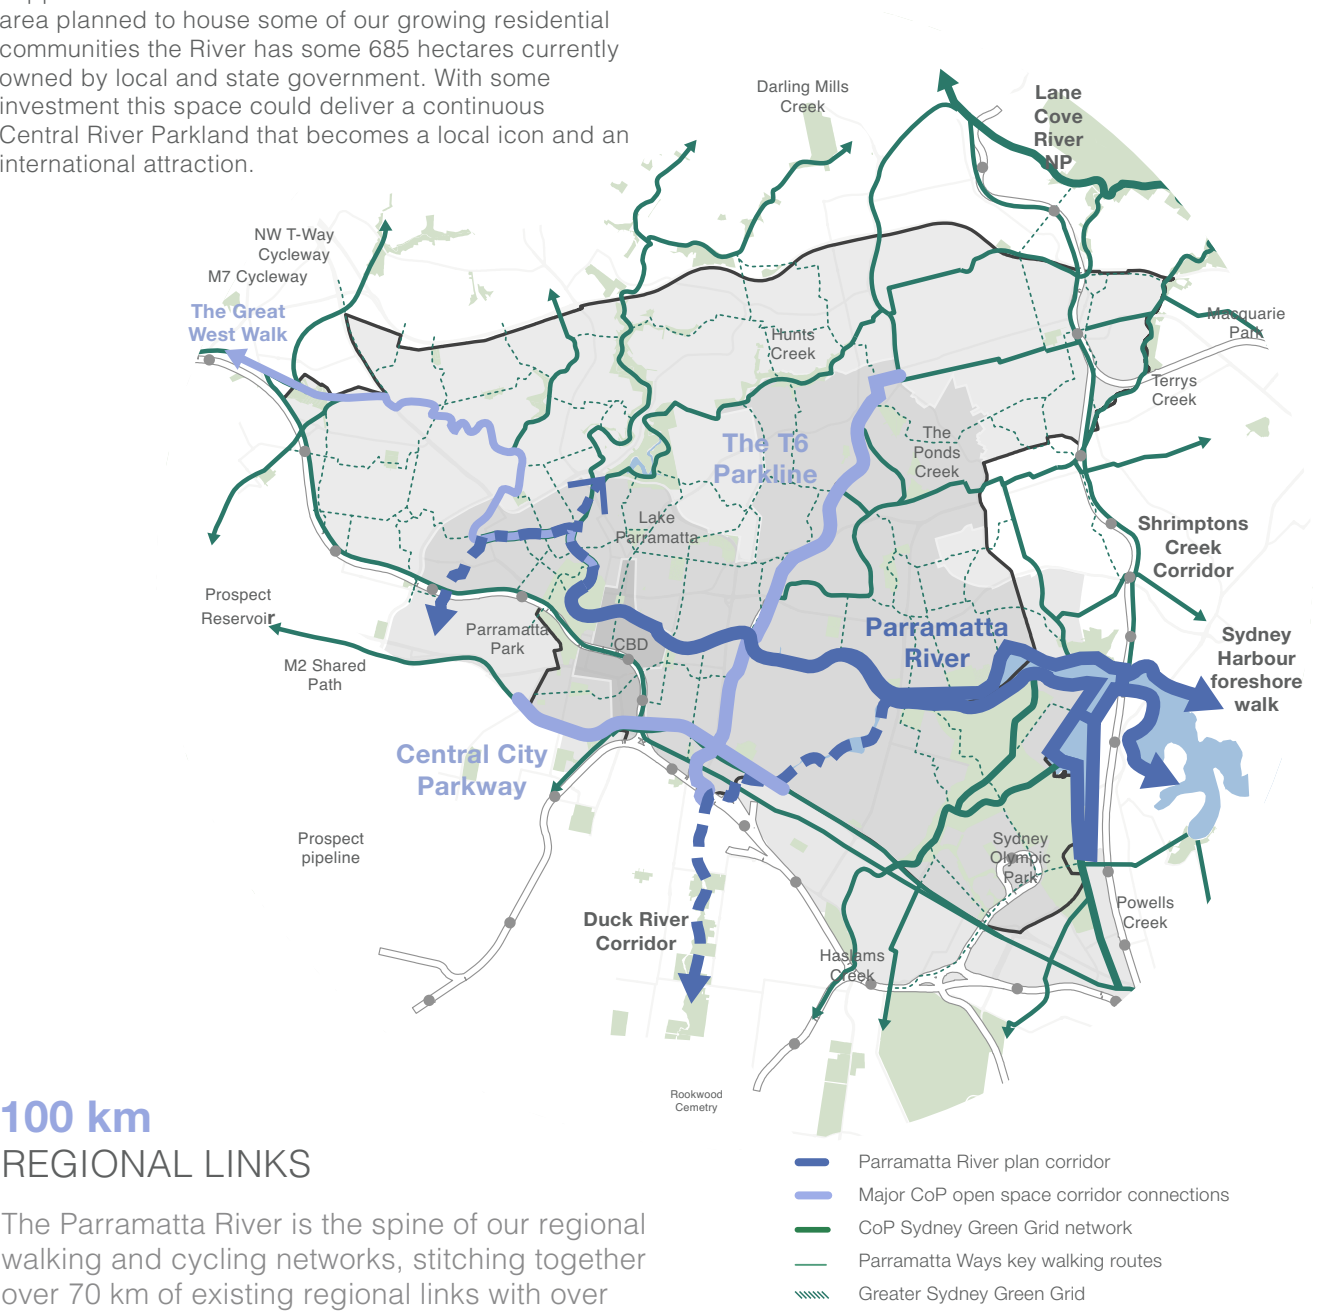 area planned to house some of our growing residential
communities the River has some 685 hectares currently
owned by local and state government. With some
investment this space could deliver a continuous
Central River Parkland that becomes a local icon and an
international attraction.
Darling Mills
Creek
Lane
Cove
River
NP
NW T-Way
Cycleway
M7 Cycleway
The Great
West Walk
Macquarie
Park
Hunts
Creek
Terrys
Creek
The T6
Parkline
The
Ponds
Creek
Lake
Parramatta
Shrimptons
Creek
Corridor
Prospect
Reservoir
Parramatta
Park
CBD
Parramatta
River
Sydney
Harbour
foreshore
walk
M2 Shared
Path
Central City
Parkway
Prospect
pipeline
Sydney
Olympic
Park
Duck River
Corridor
Powells
Creek
Haslams
Creek
Rookwood
Cemetry
100 km
REGIONAL LINKS
The Parramatta River is the spine of our regional
walking and cycling networks, stitching together
over 70 km of existing regional links with over
Parramatta River plan corridor
Major CoP open space corridor connections
CoP Sydney Green Grid network
Parramatta Ways key walking routes
Greater Sydney Green Grid